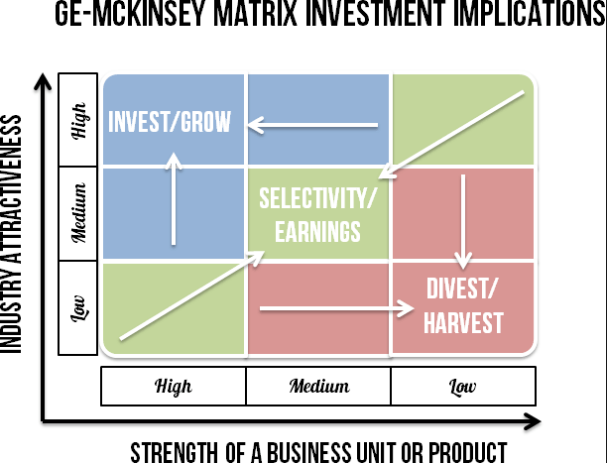 GE-MCKINSEY MATRIX INVESTMENT IMPLICATIONS
INDUSTRY ATTRACTIVENESS
High
Medium
Low
INVEST/GROW
SELECTIVITY/
EARNINGS
DIVEST/
HARVEST
High
Medium
Low
STRENGTH OF A BUSINESS UNIT OR PRODUCT